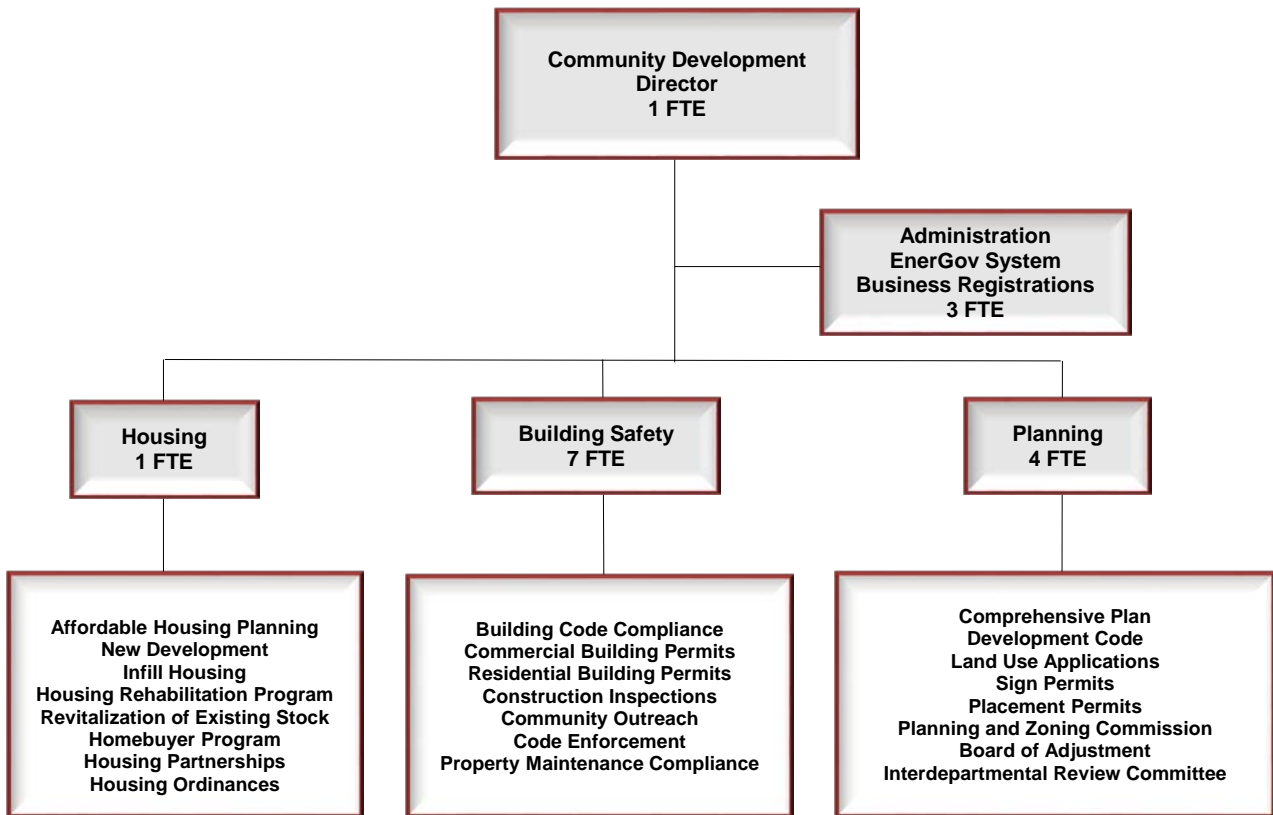 Community Development
Director
1 FTE
Administration
EnerGov System
Business Registrations
3 FTE
Housing
1 FTE
Building Safety
7 FTE
Planning
4 FTE
Affordable Housing Planning
New Development
Infill Housing
Housing Rehabilitation Program
Revitalization of Existing Stock
Homebuyer Program
Housing Partnerships
Housing Ordinances
Building Code Compliance
Commercial Building Permits
Residential Building Permits
Construction Inspections
Community Outreach
Code Enforcement
Property Maintenance Compliance
Comprehensive Plan
Development Code
Land Use Applications
Sign Permits
Placement Permits
Planning and Zoning Commission
Board of Adjustment
Interdepartmental Review Committee